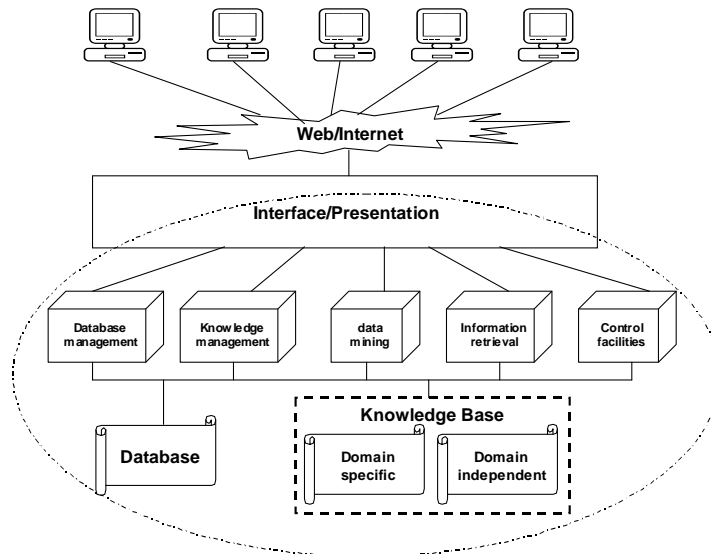 Web/Internet
Interface/Presentation
Database
management
Knowledge
management
data
mining
Information
retrieval
Control
facilities
Database
Knowledge Base
Domain
specific
Domain
independent